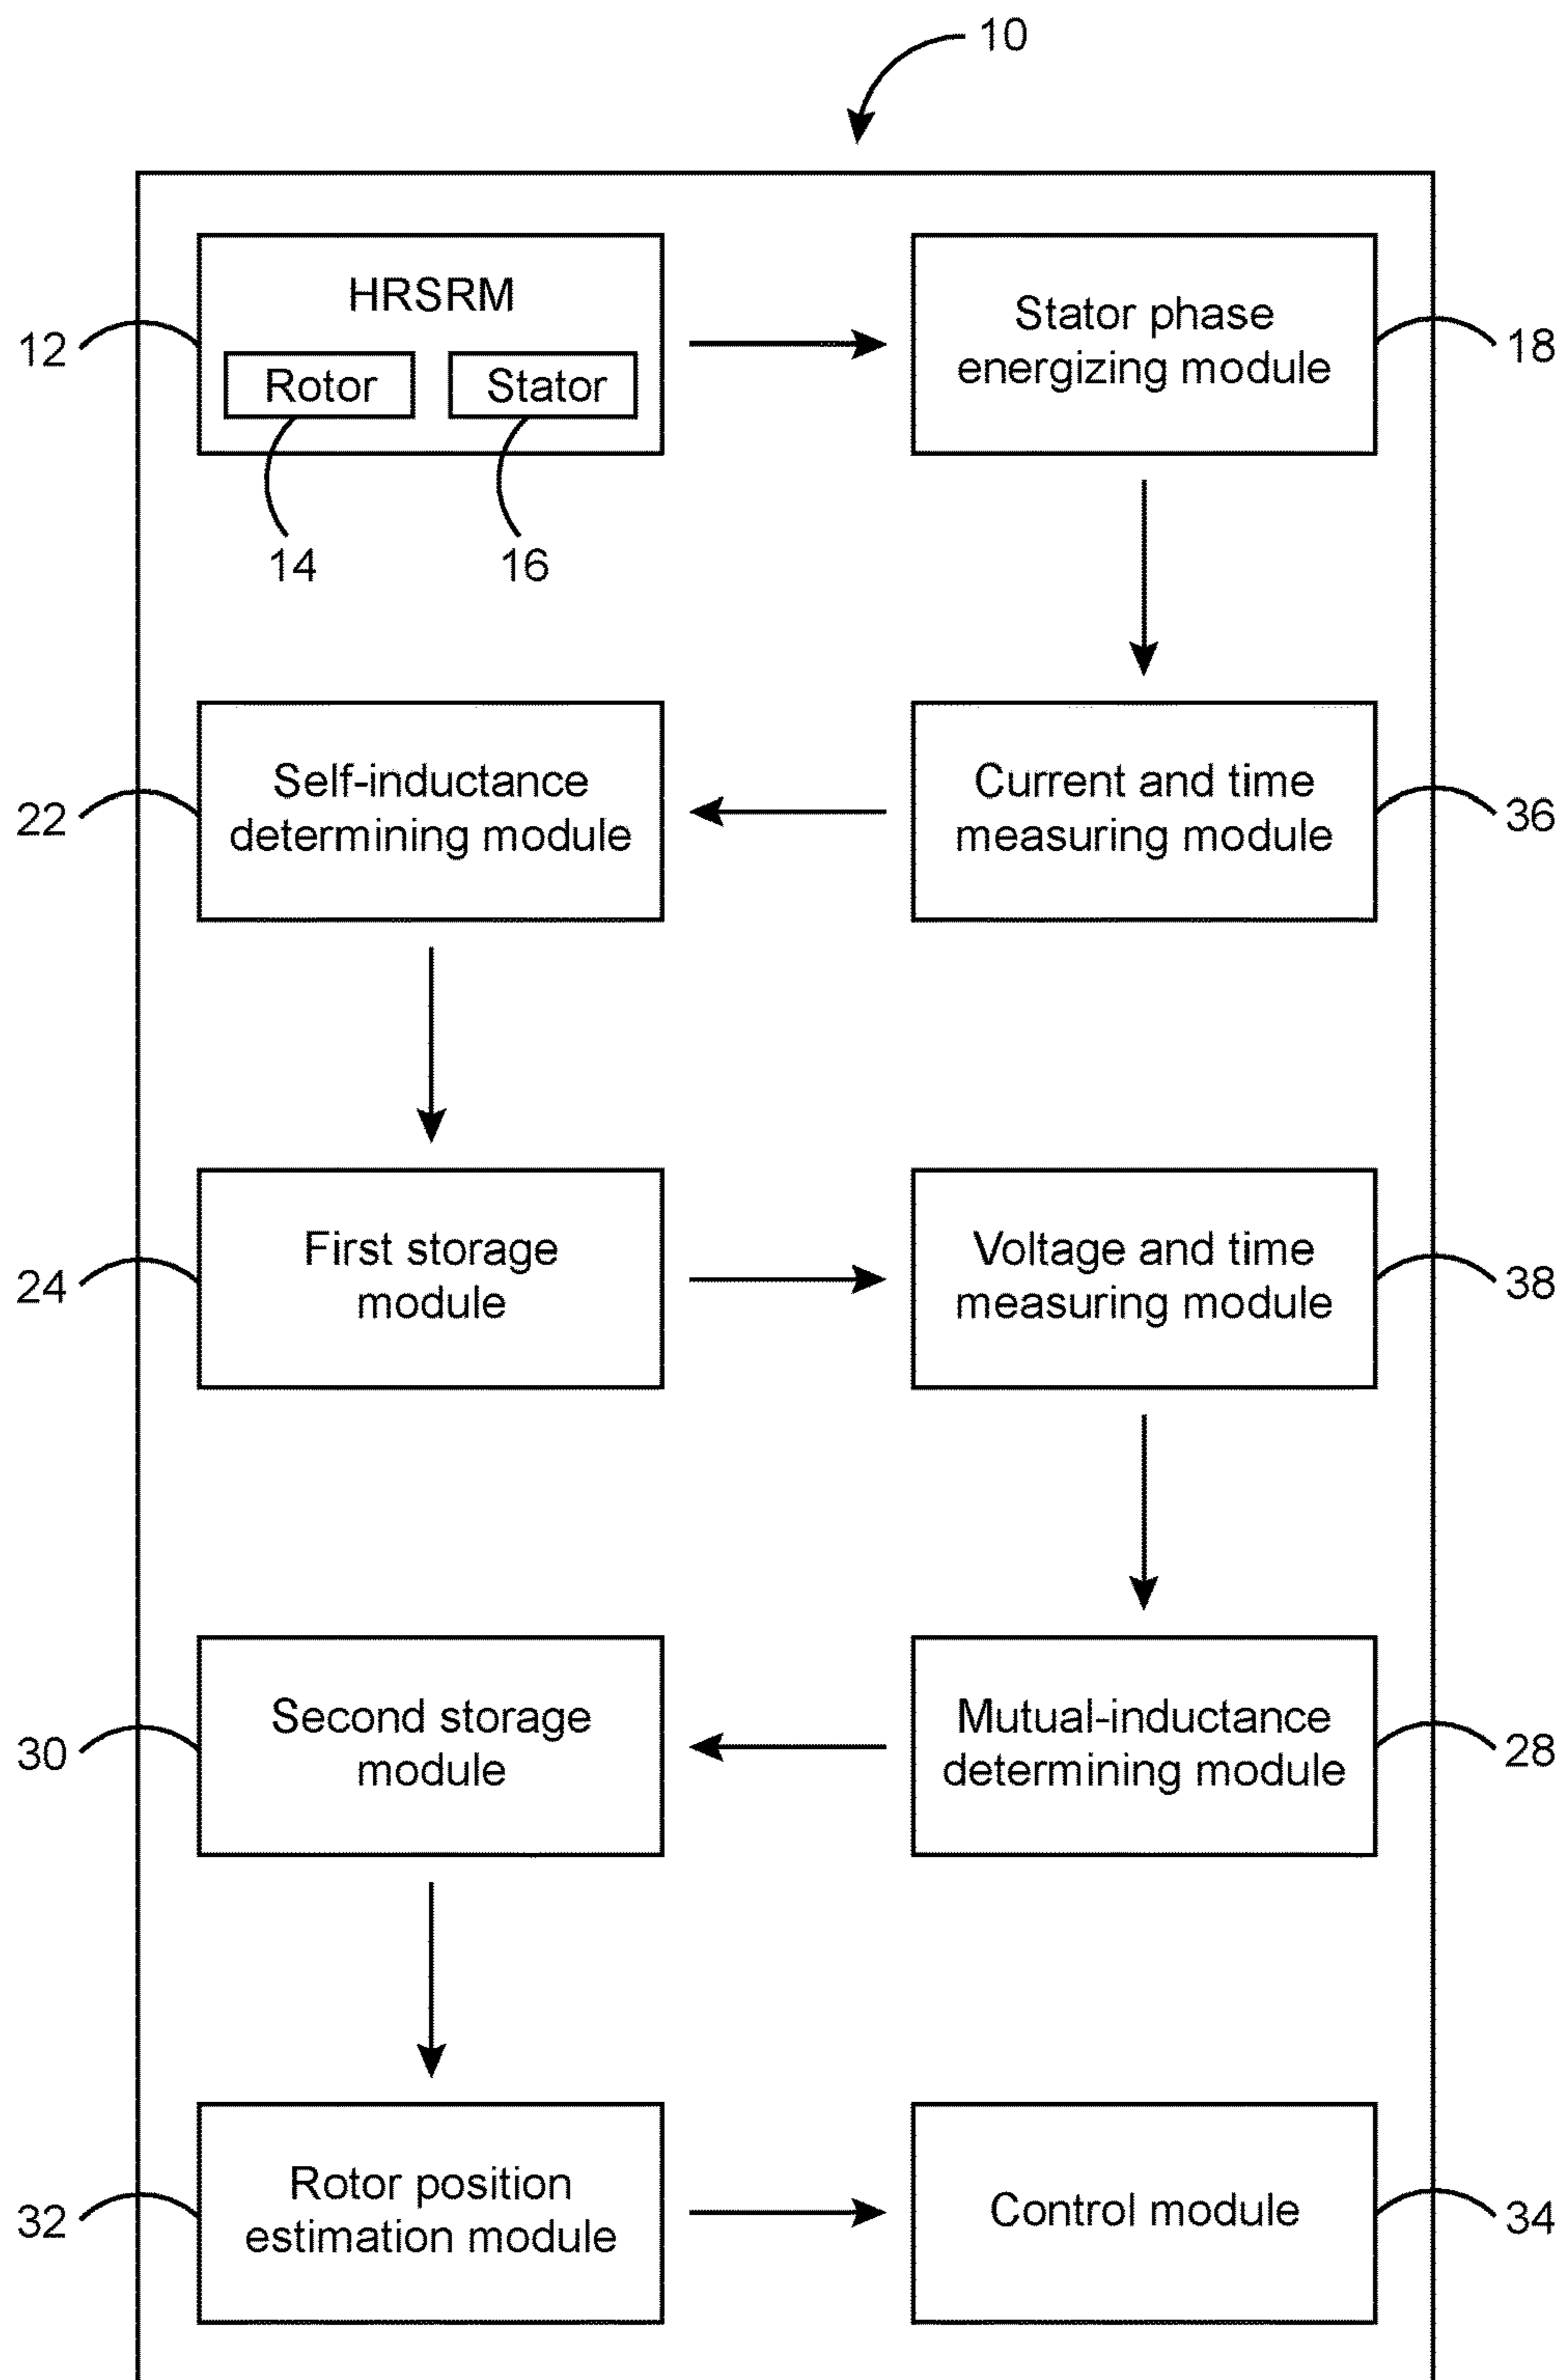 10
HRSRM
Rotor
Stator
12
14
16
Stator phase
energizing module
18
Self-inductance
determining module
22
Current and time
measuring module
36
First storage
module
24
Voltage and time
measuring module
38
Second storage
module
30
Mutual-inductance
determining module
28
Rotor position
estimation module
32
Control module
34